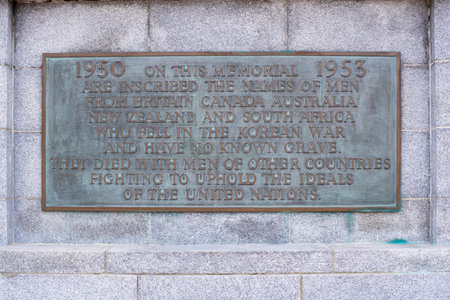 1950 ON THIS MEMORIAL 1953
ARE INSCRIBED THE NAMES OF MEN
FROM BRITAIN CANADA AUSTRALIA
NEW ZEALAND AND SOUTH AFRICA
WHO FELL IN THE KOREAN WAR
AND HAVE NO KNOWN GRAVE.
THEY DIED WITH MEN OF OTHER COUNTRIES
FIGHTING TO UPHOLD THE IDEALS
OF THE UNITED NATIONS.